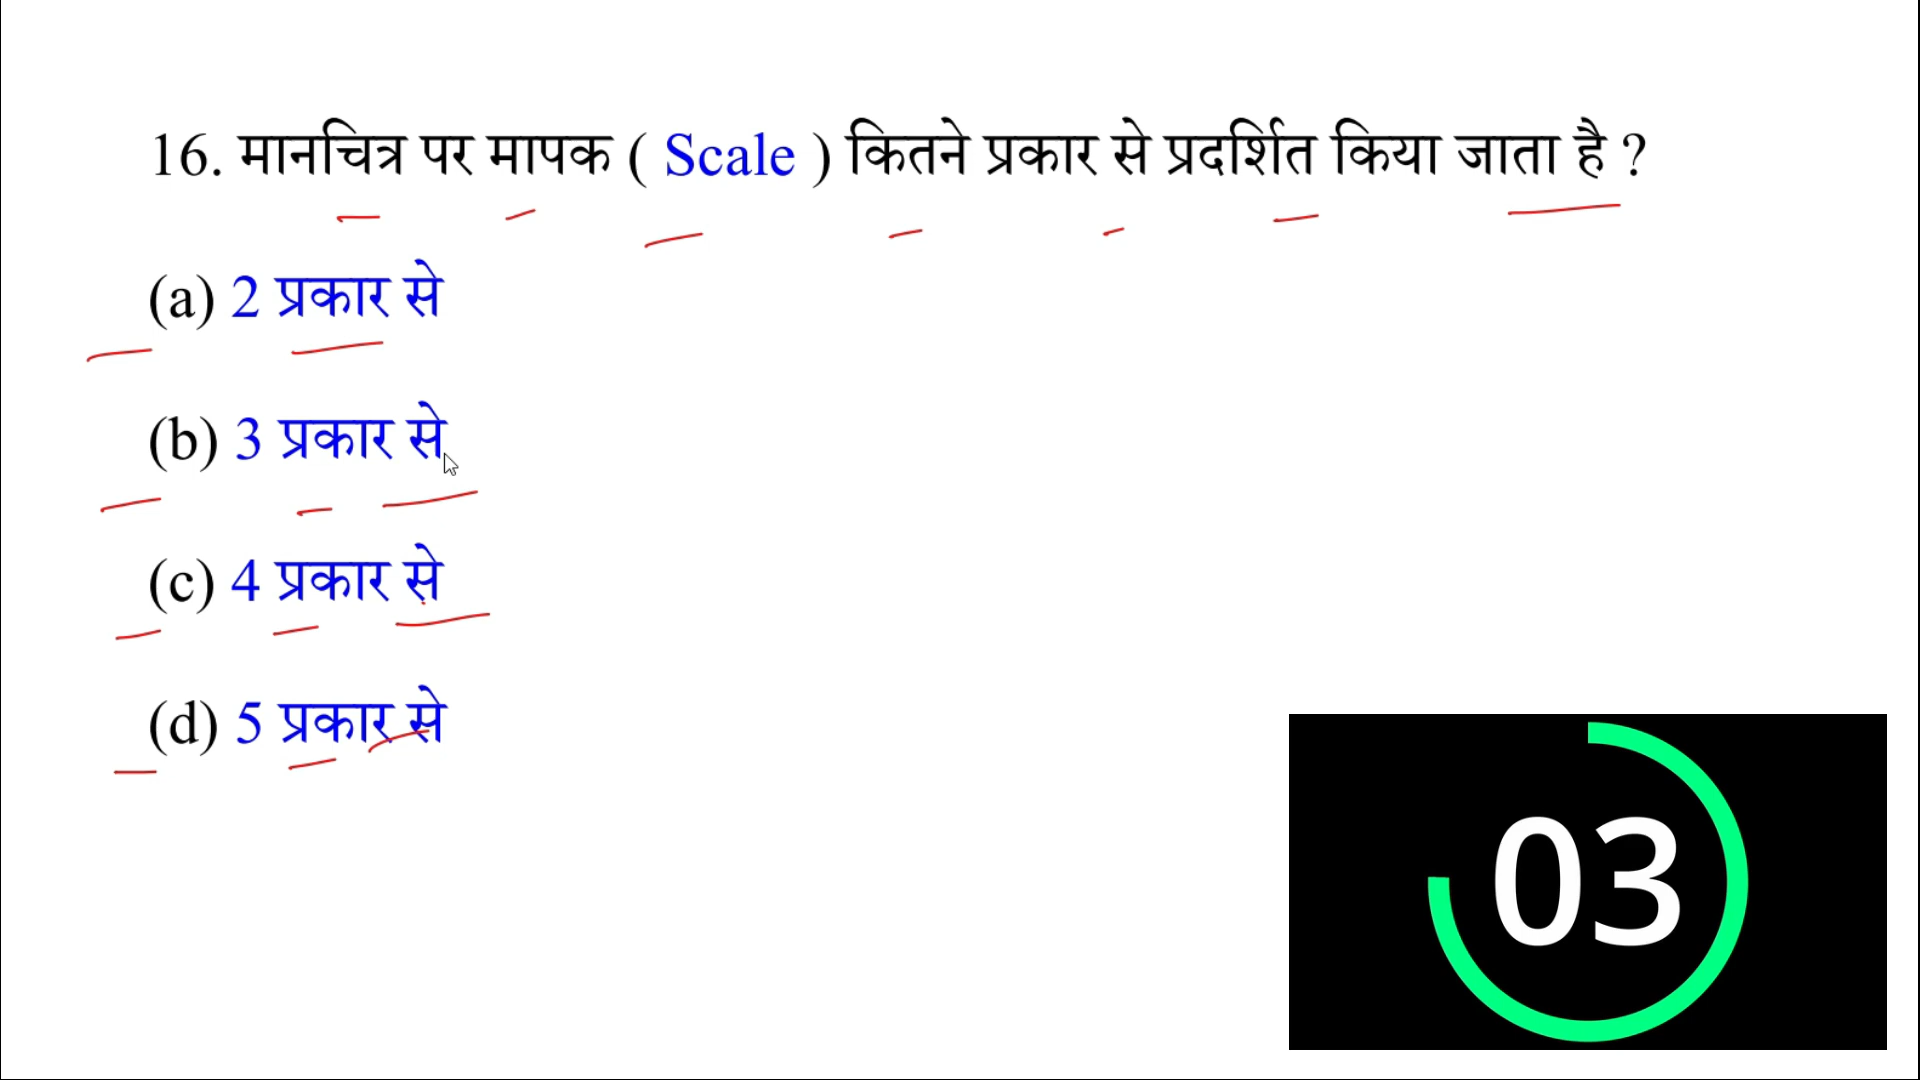 16. मानचित्र पर मापक ( Scale ) कितने प्रकार से प्रदर्शित किया जाता है ?
(a) 2 प्रकार से
(b) 3 प्रकार से
(c) 4 प्रकार से
(d) 5 प्रकार से
03